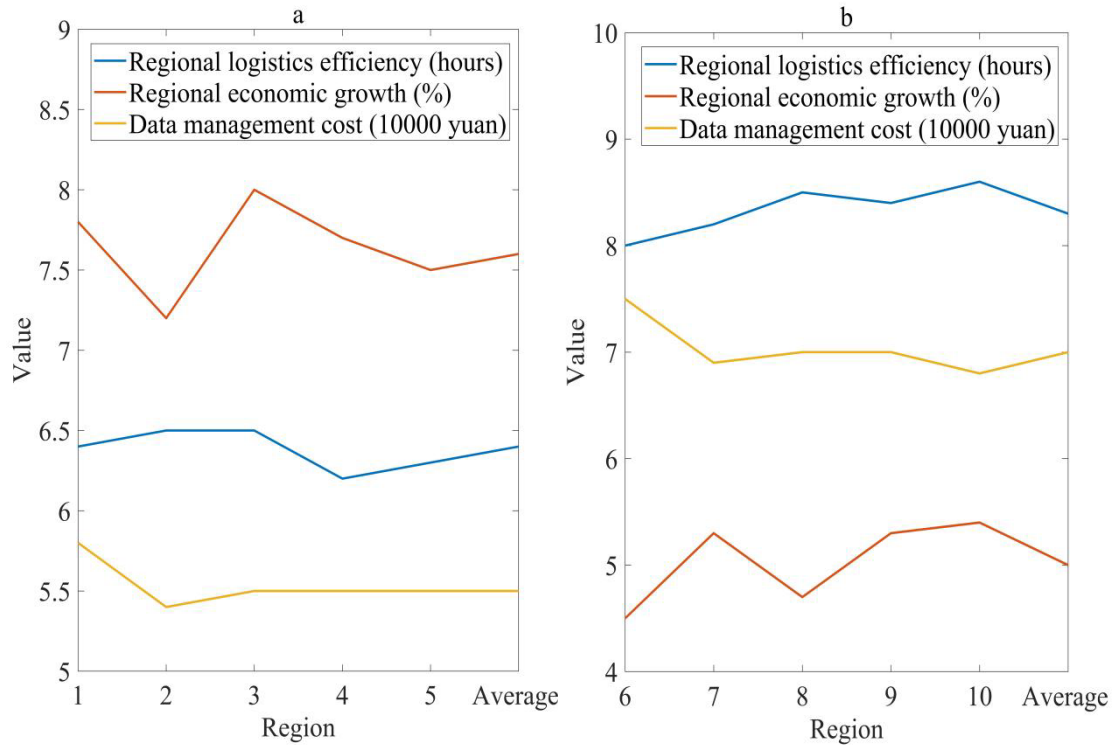 a
9
8.5
8
7.5
7
6.5
6
5.5
5
Value
Regional logistics efficiency (hours)
Regional economic growth (%)
Data management cost (10000 yuan)
1 2 3 4 5 Average
Region
b
10
9
8
7
6
5
4
Value
Regional logistics efficiency (hours)
Regional economic growth (%)
Data management cost (10000 yuan)
6 7 8 9 10 Average
Region